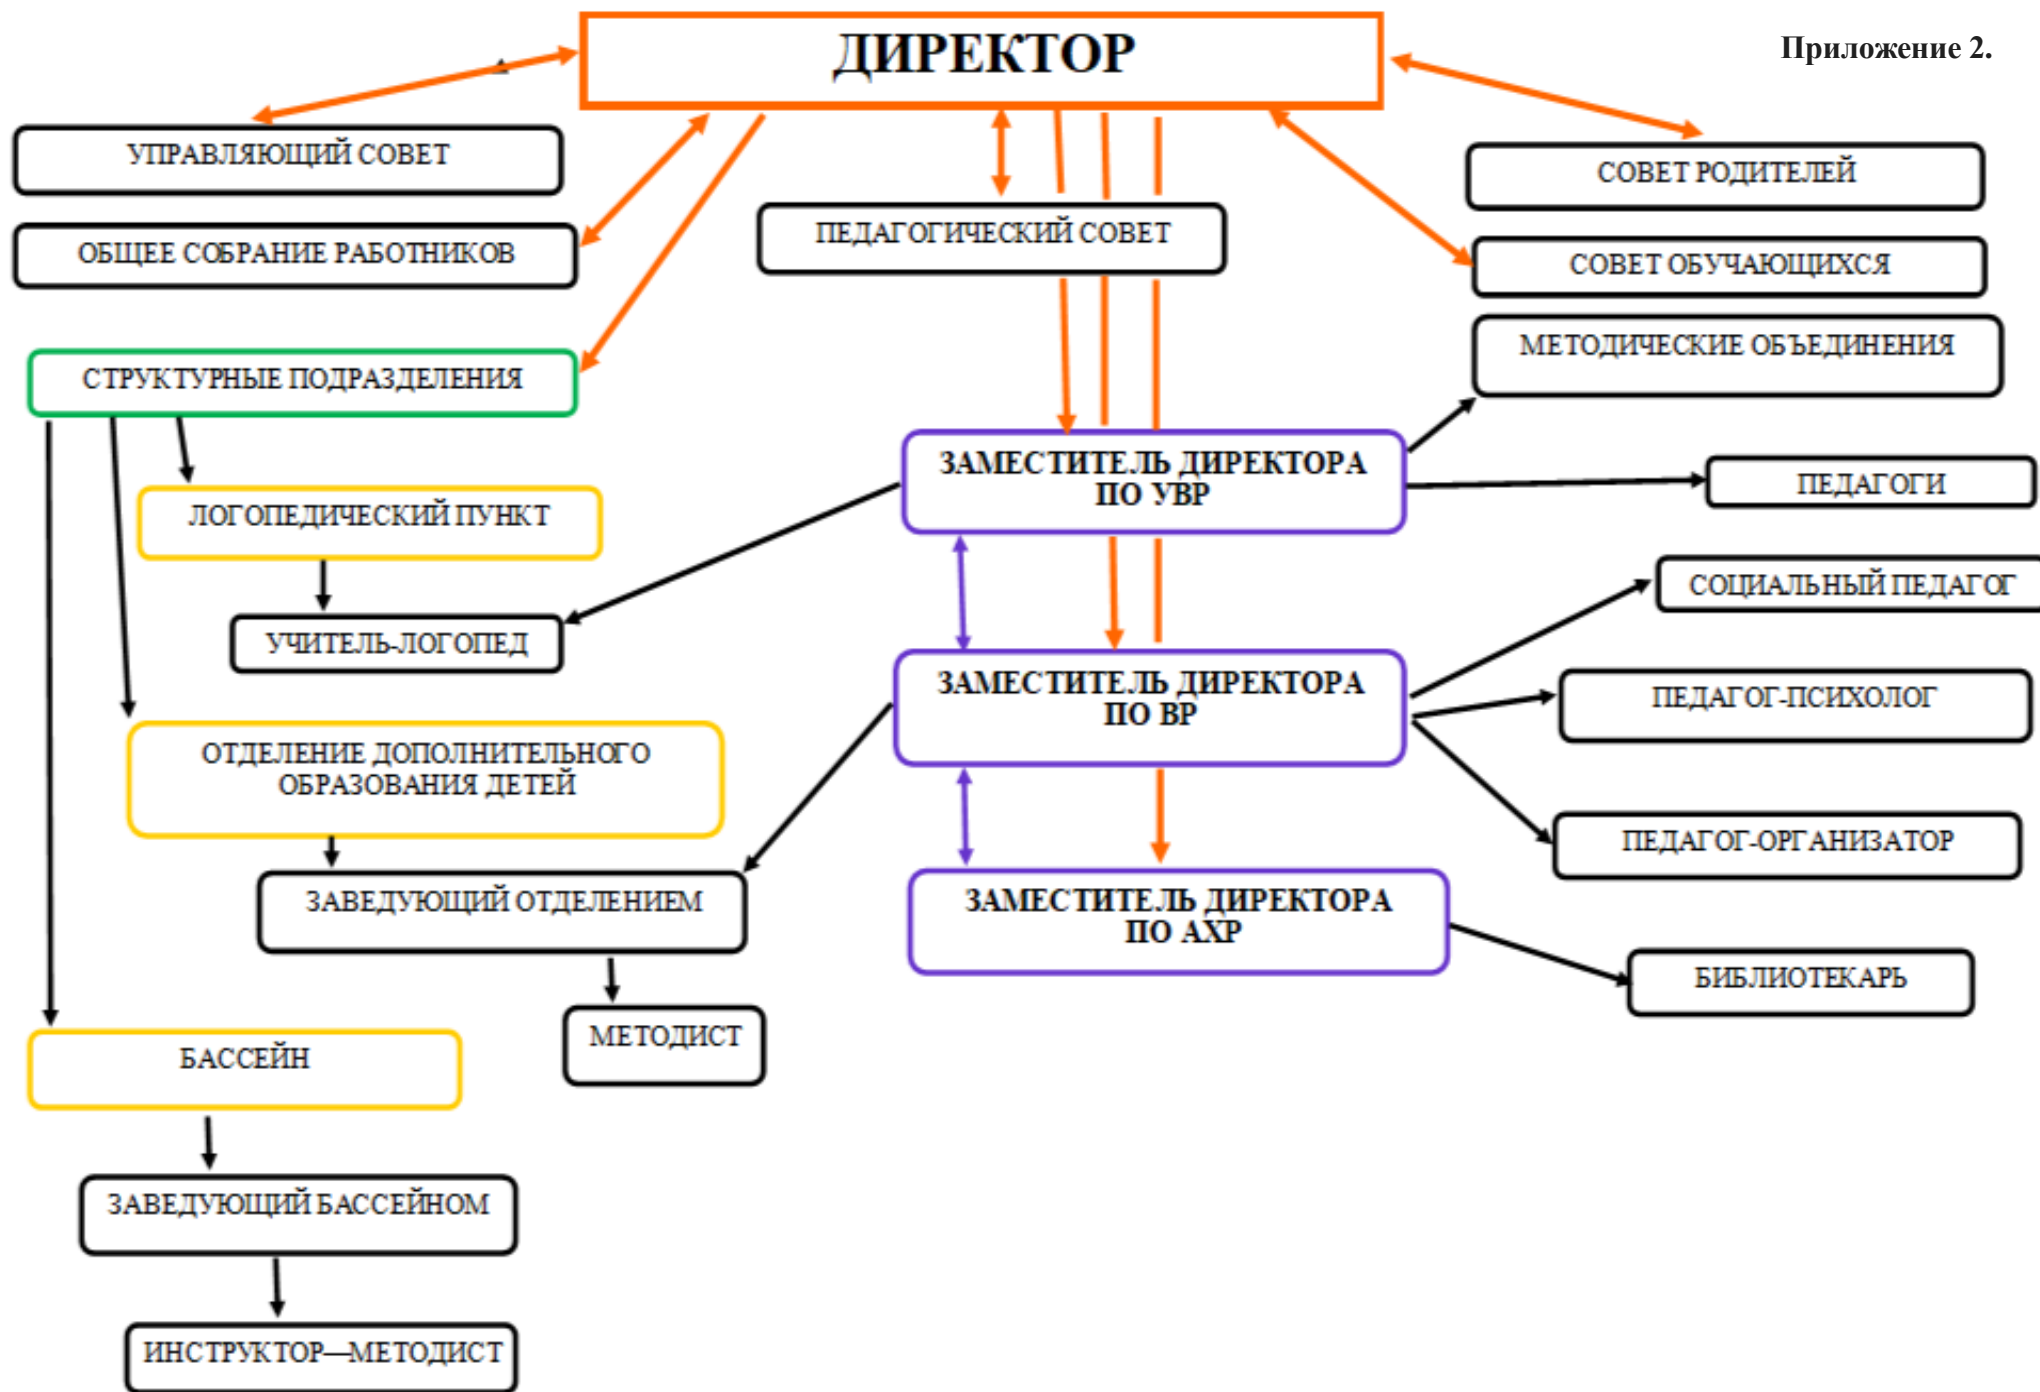 ДИРЕКТОР
Приложение 2.
УПРАВЛЯЮЩИЙ СОВЕТ
СОВЕТ РОДИТЕЛЕЙ
ПЕДАГОГИЧЕСКИЙ СОВЕТ
ОБЩЕЕ СОБРАНИЕ РАБОТНИКОВ
СОВЕТ ОБУЧАЮЩИХСЯ
МЕТОДИЧЕСКИЕ ОБЪЕДИНЕНИЯ
СТРУКТУРНЫЕ ПОДРАЗДЕЛЕНИЯ
ЗАМЕСТИТЕЛЬ ДИРЕКТОРА
ПО УВР
ПЕДАГОГИ
ЛОГОПЕДИЧЕСКИЙ ПУНКТ
СОЦИАЛЬНЫЙ ПЕДАГОГ
УЧИТЕЛЬ-ЛОГОПЕД
ЗАМЕСТИТЕЛЬ ДИРЕКТОРА
ПО ВР
ПЕДАГОГ-ПСИХОЛОГ
ОТДЕЛЕНИЕ ДОПОЛНИТЕЛЬНОГО
ОБРАЗОВАНИЯ ДЕТЕЙ
ПЕДАГОГ-ОРГАНИЗАТОР
ЗАВЕДУЮЩИЙ ОТДЕЛЕНИЕМ
ЗАМЕСТИТЕЛЬ ДИРЕКТОРА
ПО АХР
БИБЛИОТЕКАРЬ
МЕТОДИСТ
БАССЕЙН
ЗАВЕДУЮЩИЙ БАССЕЙНОМ
ИНСТРУКТОР—МЕТОДИСТ